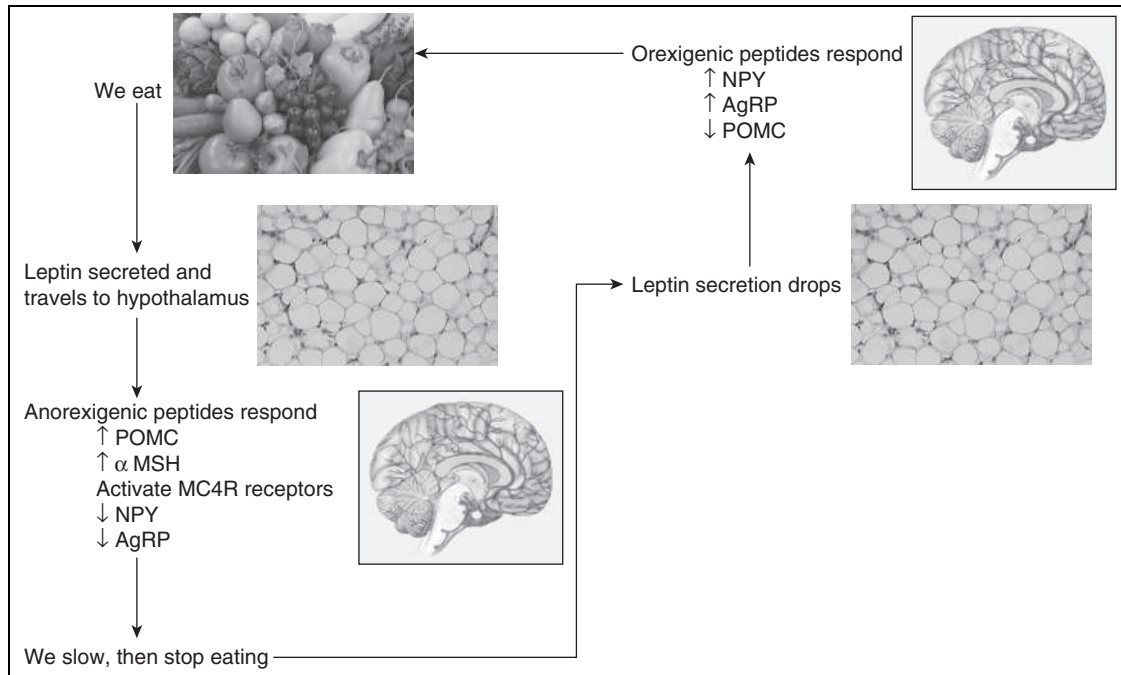 We eat
Leptin secreted and
travels to hypothalamus
Anorexigenic peptides respond
↑ POMC
↑ α MSH
Activate MC4R receptors
↓ NPY
↓ AgRP
We slow, then stop eating
Leptin secretion drops
Orexigenic peptides respond
↑ NPY
↑ AgRP
↓ POMC